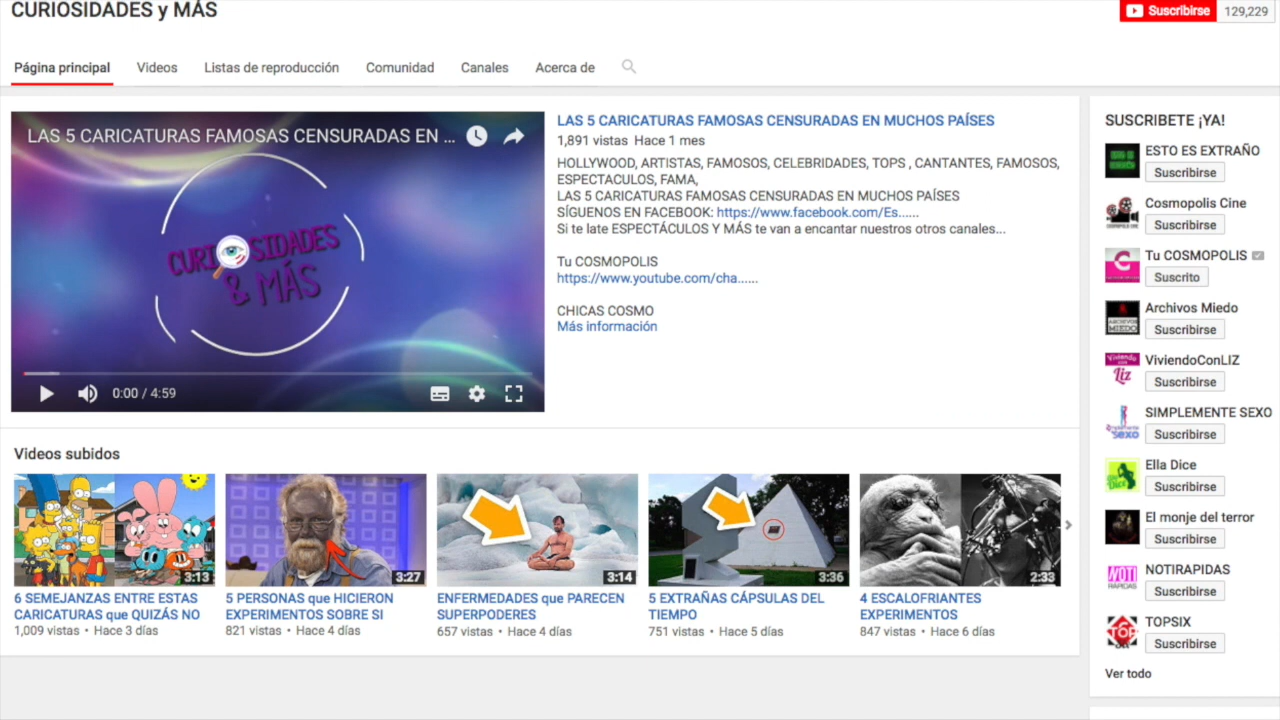 CURIOSIDADES y MÁS
Suscribirse 129,229
Página principal Videos Listas de reproducción Comunidad Canales Acerca de
LAS 5 CARICATURAS FAMOSAS CENSURADAS EN ...
CURIOSIDADES
& MÁS
0:00 / 4:59
LAS 5 CARICATURAS FAMOSAS CENSURADAS EN MUCHOS PAÍSES
1,891 vistas Hace 1 mes
HOLLYWOOD, ARTISTAS, FAMOSOS, CELEBRIDADES, TOPS , CANTANTES, FAMOSOS,
ESPECTACULOS, FAMA,
LAS 5 CARICATURAS FAMOSAS CENSURADAS EN MUCHOS PAÍSES
SÍGUENOS EN FACEBOOK: https://www.facebook.com/Es......
Si te late ESPECTÁCULOS Y MÁS te van a encantar nuestros otros canales...
Tu COSMOPOLIS
https://www.youtube.com/cha......
CHICAS COSMO
Más información
Videos subidos
3:13
6 SEMEJANZAS ENTRE ESTAS
CARICATURAS que QUIZÁS NO
1,009 vistas • Hace 3 días
3:27
5 PERSONAS que HICIERON
EXPERIMENTOS SOBRE SI
821 vistas • Hace 4 días
3:14
ENFERMEDADES que PARECEN
SUPERPODERES
657 vistas • Hace 4 días
3:36
5 EXTRAÑAS CÁPSULAS DEL
TIEMPO
751 vistas • Hace 5 días
2:33
4 ESCALOFRIANTES
EXPERIMENTOS
847 vistas • Hace 6 días
SUSCRIBETE ¡YA!
ESTO ES EXTRAÑO
Suscribirse
Cosmopolis Cine
Suscribirse
Tu COSMOPOLIS
Suscrito
Archivos Miedo
Suscribirse
ViviendoConLIZ
Suscribirse
SIMPLEMENTE SEXO
Suscribirse
Ella Dice
Suscribirse
El monje del terror
Suscribirse
NOTIRAPIDAS
Suscribirse
TOPSIX
Suscribirse
Ver todo